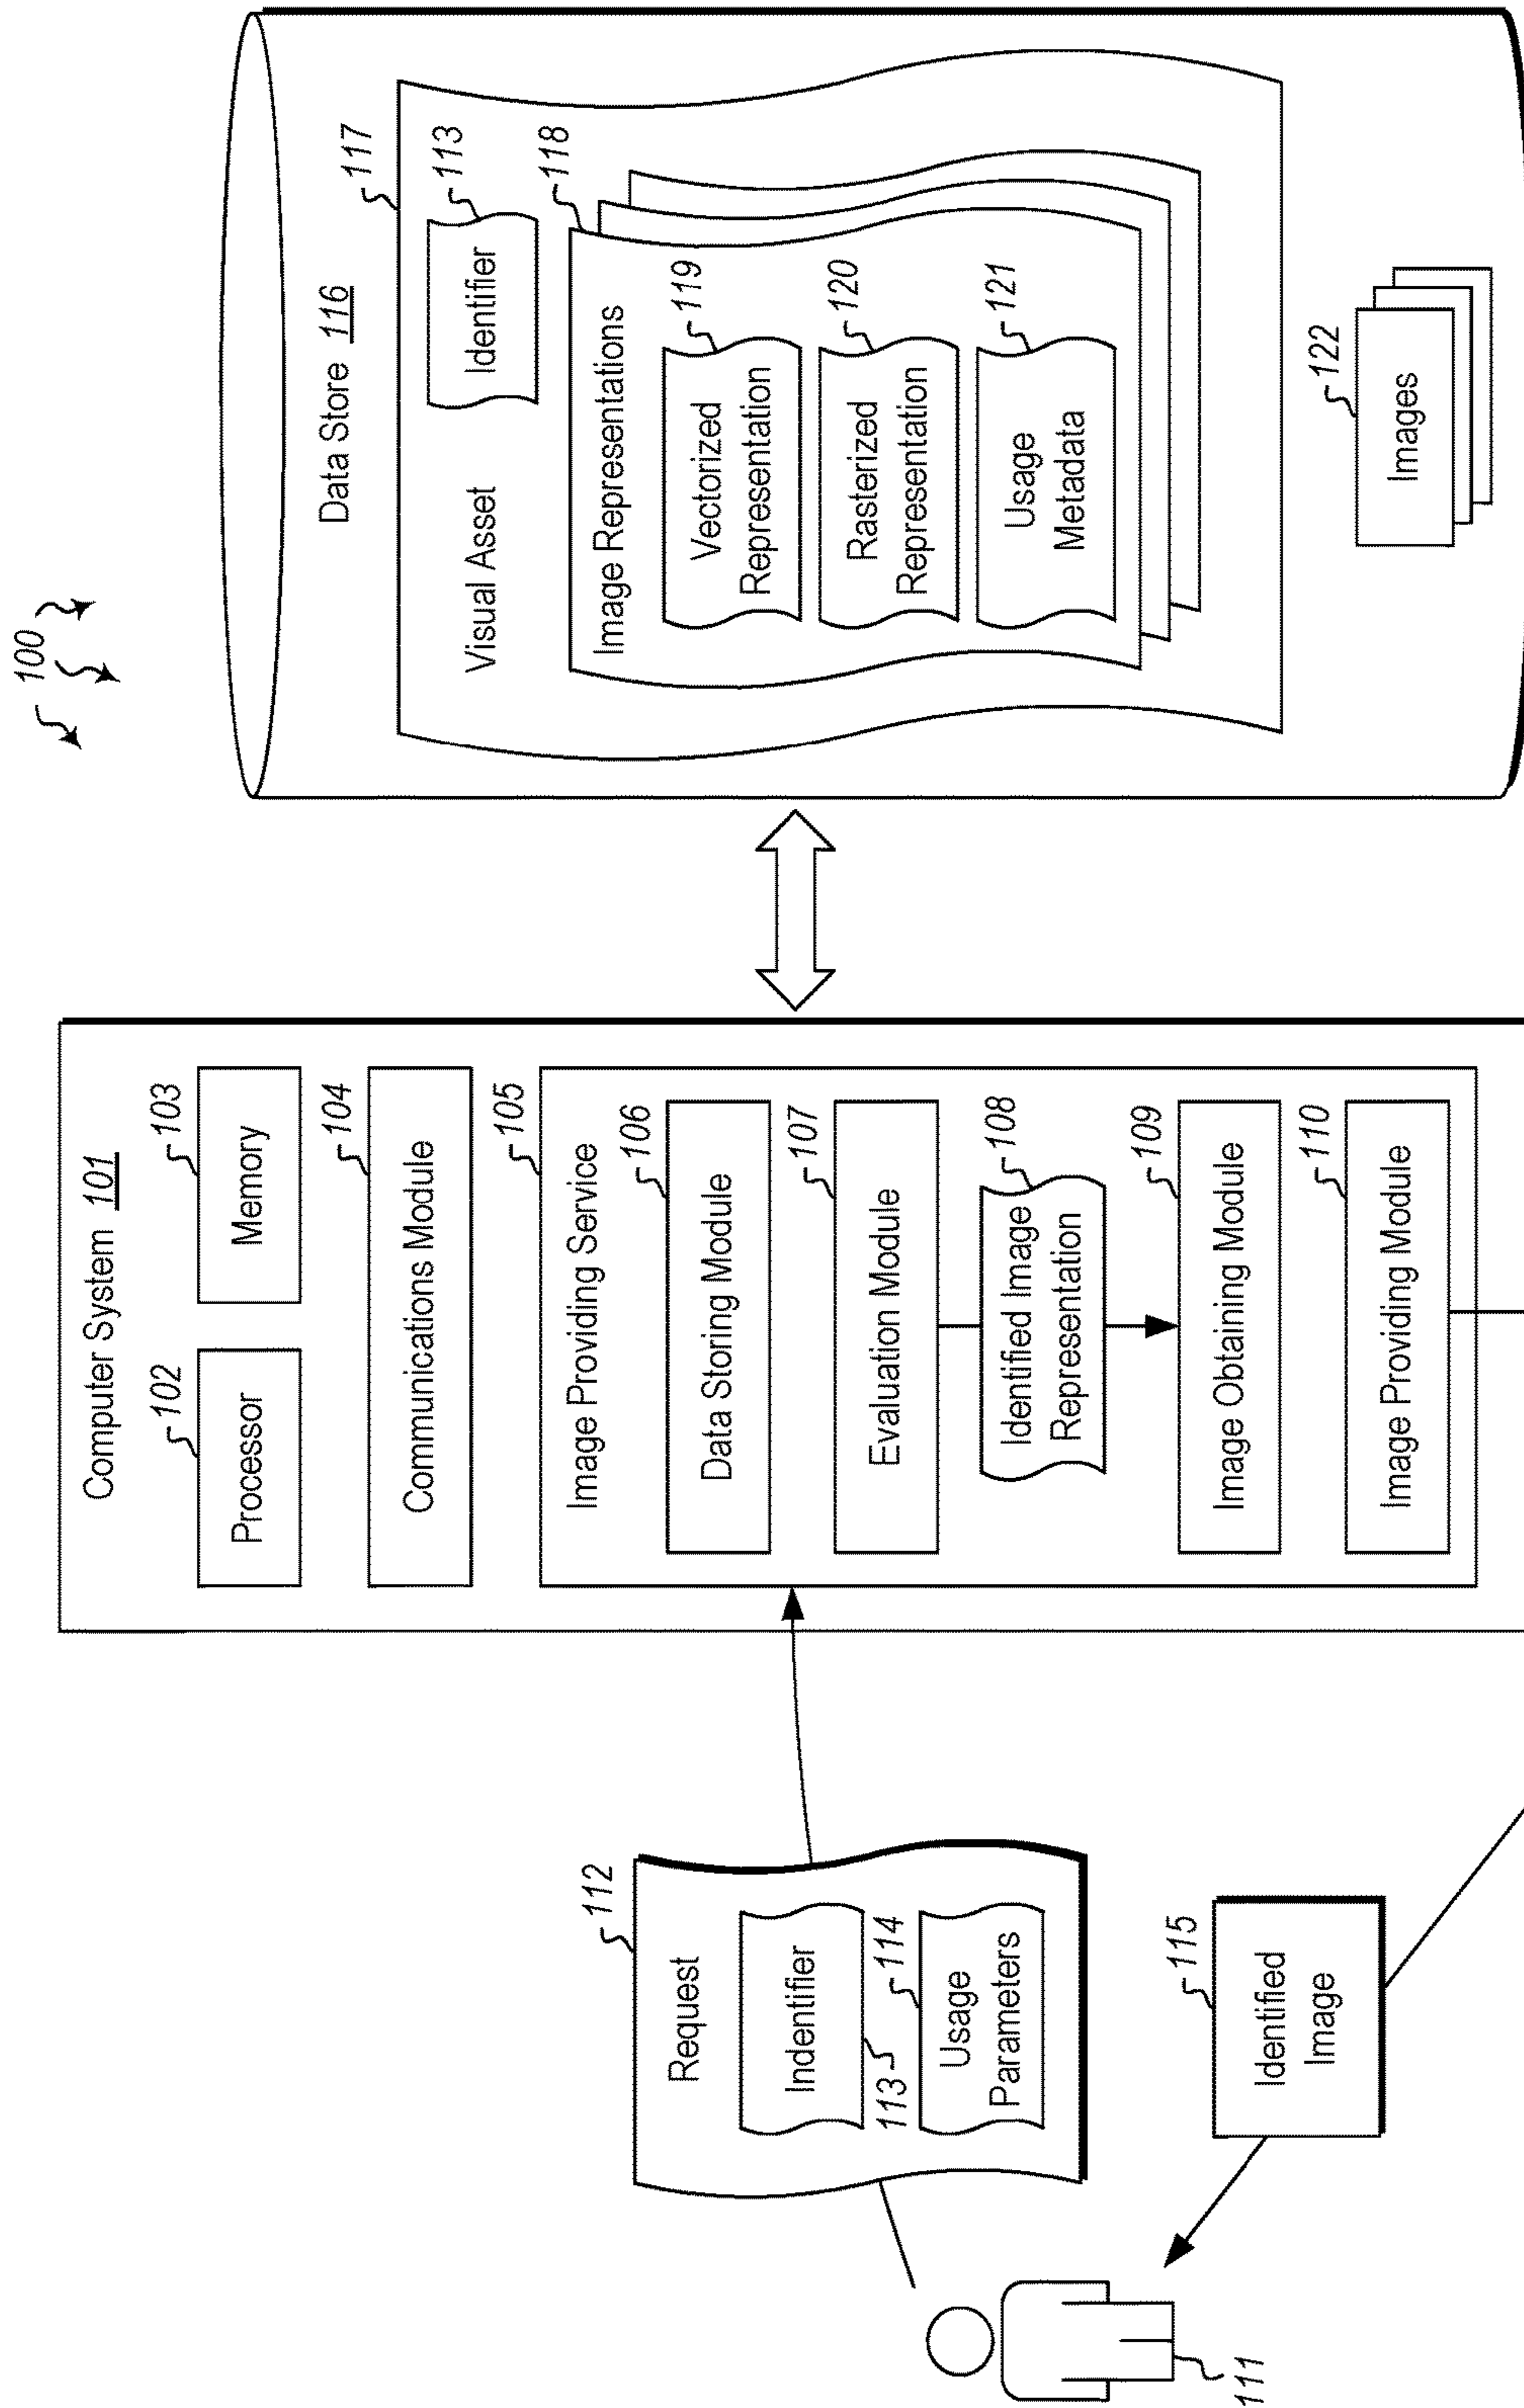 100
Computer System 101
102
Processor
103
Memory
104
Communications Module
105
Image Providing Service
106
Data Storing Module
107
Evaluation Module
108
Identified Image
Representation
109
Image Obtaining Module
110
Image Providing Module
111
112
Request
Indentifier
113
114
Usage
Parameters
115
Identified
Image
Data Store 116
117
Visual Asset
113
Identifier
118
Image Representations
119
Vectorized
Representation
120
Rasterized
Representation
121
Usage
Metadata
122
Images